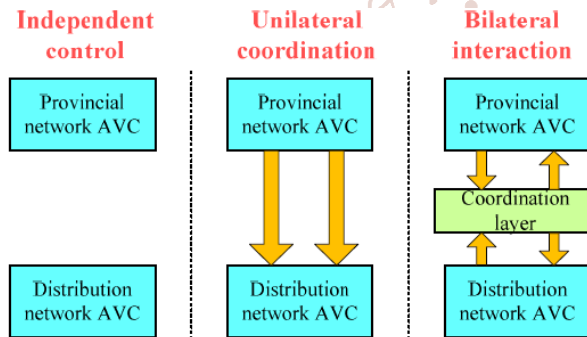 Independent
control
Provincial
network AVC
Distribution
network AVC
Unilateral
coordination
Provincial
network AVC
Distribution
network AVC
Bilateral
interaction
Provincial
network AVC
Coordination
layer
Distribution
network AVC